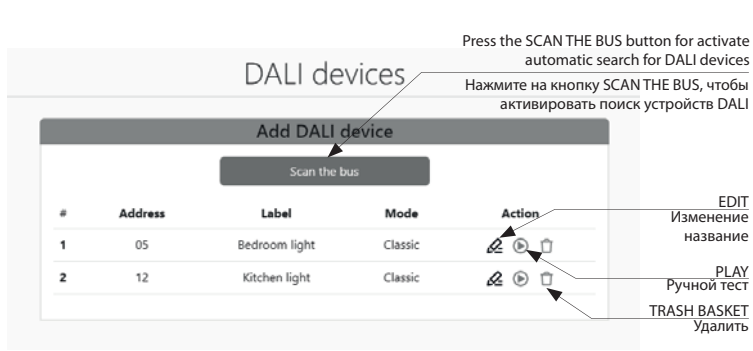 Press the SCAN THE BUS button for activate
automatic search for DALI devices
Нажмите на кнопку SCAN THE BUS, чтобы
активировать поиск устройств DALI
DALI devices
Add DALI device
Scan the bus
# Address Label Mode Action
1 05 Bedroom light Classic
2 12 Kitchen light Classic
EDIT
Изменение
название
PLAY
Ручной тест
TRASH BASKET
Удалить